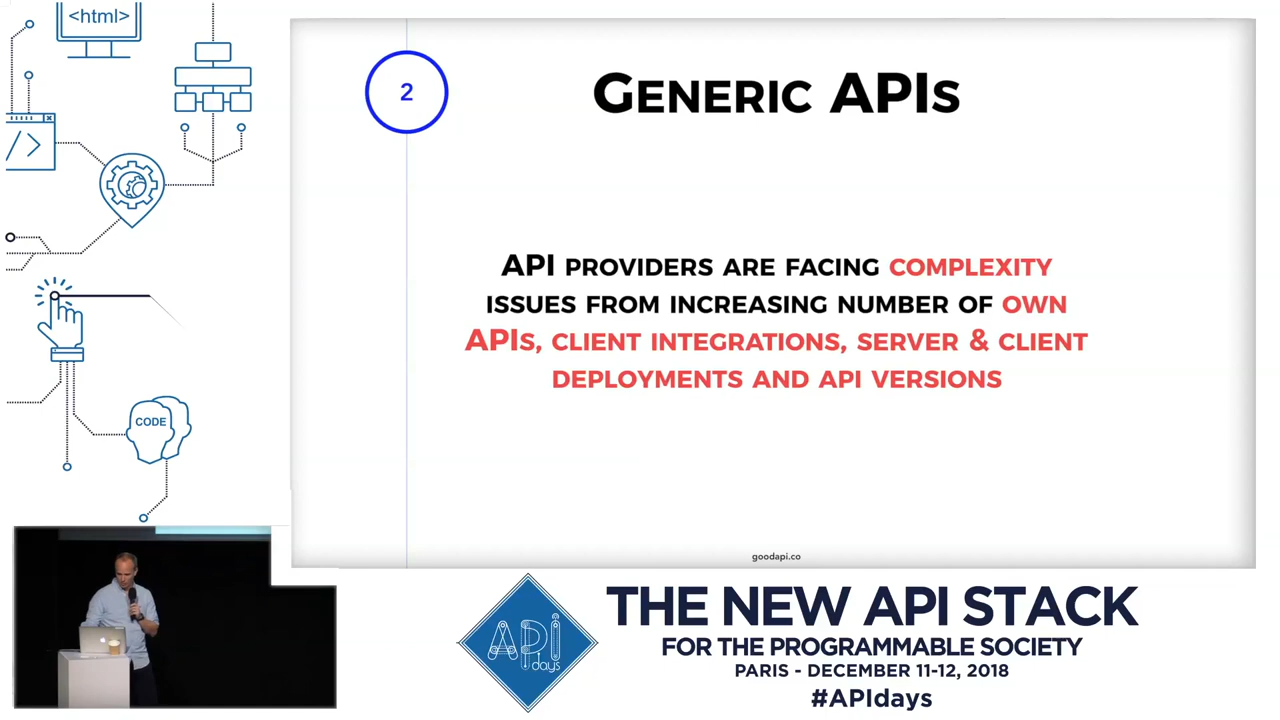 <html>
2
GENERIC APIS
API PROVIDERS ARE FACING COMPLEXITY
ISSUES FROM INCREASING NUMBER OF OWN
APIS, CLIENT INTEGRATIONS, SERVER & CLIENT
DEPLOYMENTS AND API VERSIONS
</>
CODE
goodapi.co
API
days
THE NEW API STACK
FOR THE PROGRAMMABLE SOCIETY
PARIS - DECEMBER 11-12, 2018
#APIdays